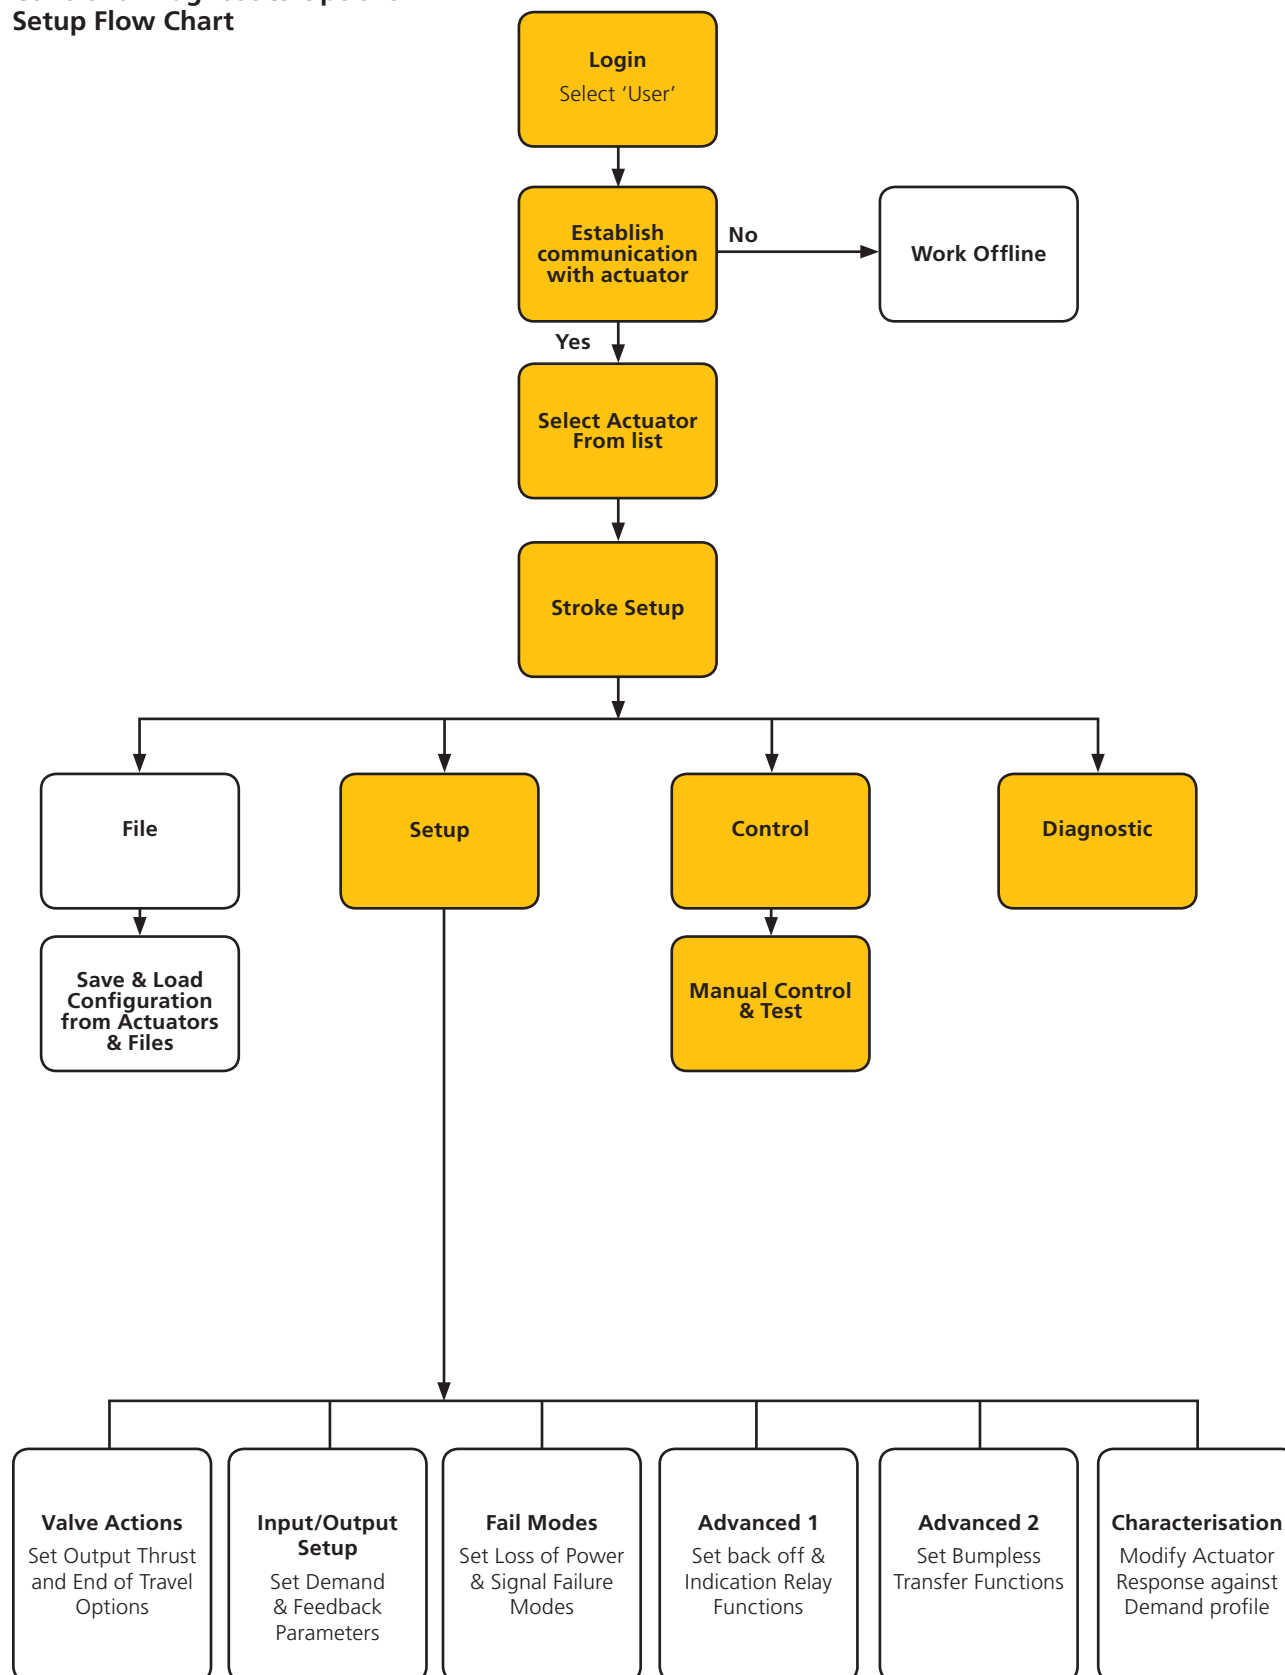 Setup Flow Chart
Login
Select ‘User’
Establish
communication
with actuator
No
Work Offline
Yes
Select Actuator
From list
Stroke Setup
File
Setup
Control
Diagnostic
Save & Load
Configuration
from Actuators
& Files
Manual Control
& Test
Valve Actions
Set Output Thrust
and End of Travel
Options
Input/Output
Setup
Set Demand
& Feedback
Parameters
Fail Modes
Set Loss of Power
& Signal Failure
Modes
Advanced 1
Set back off &
Indication Relay
Functions
Advanced 2
Set Bumpless
Transfer Functions
Characterisation
Modify Actuator
Response against
Demand profile